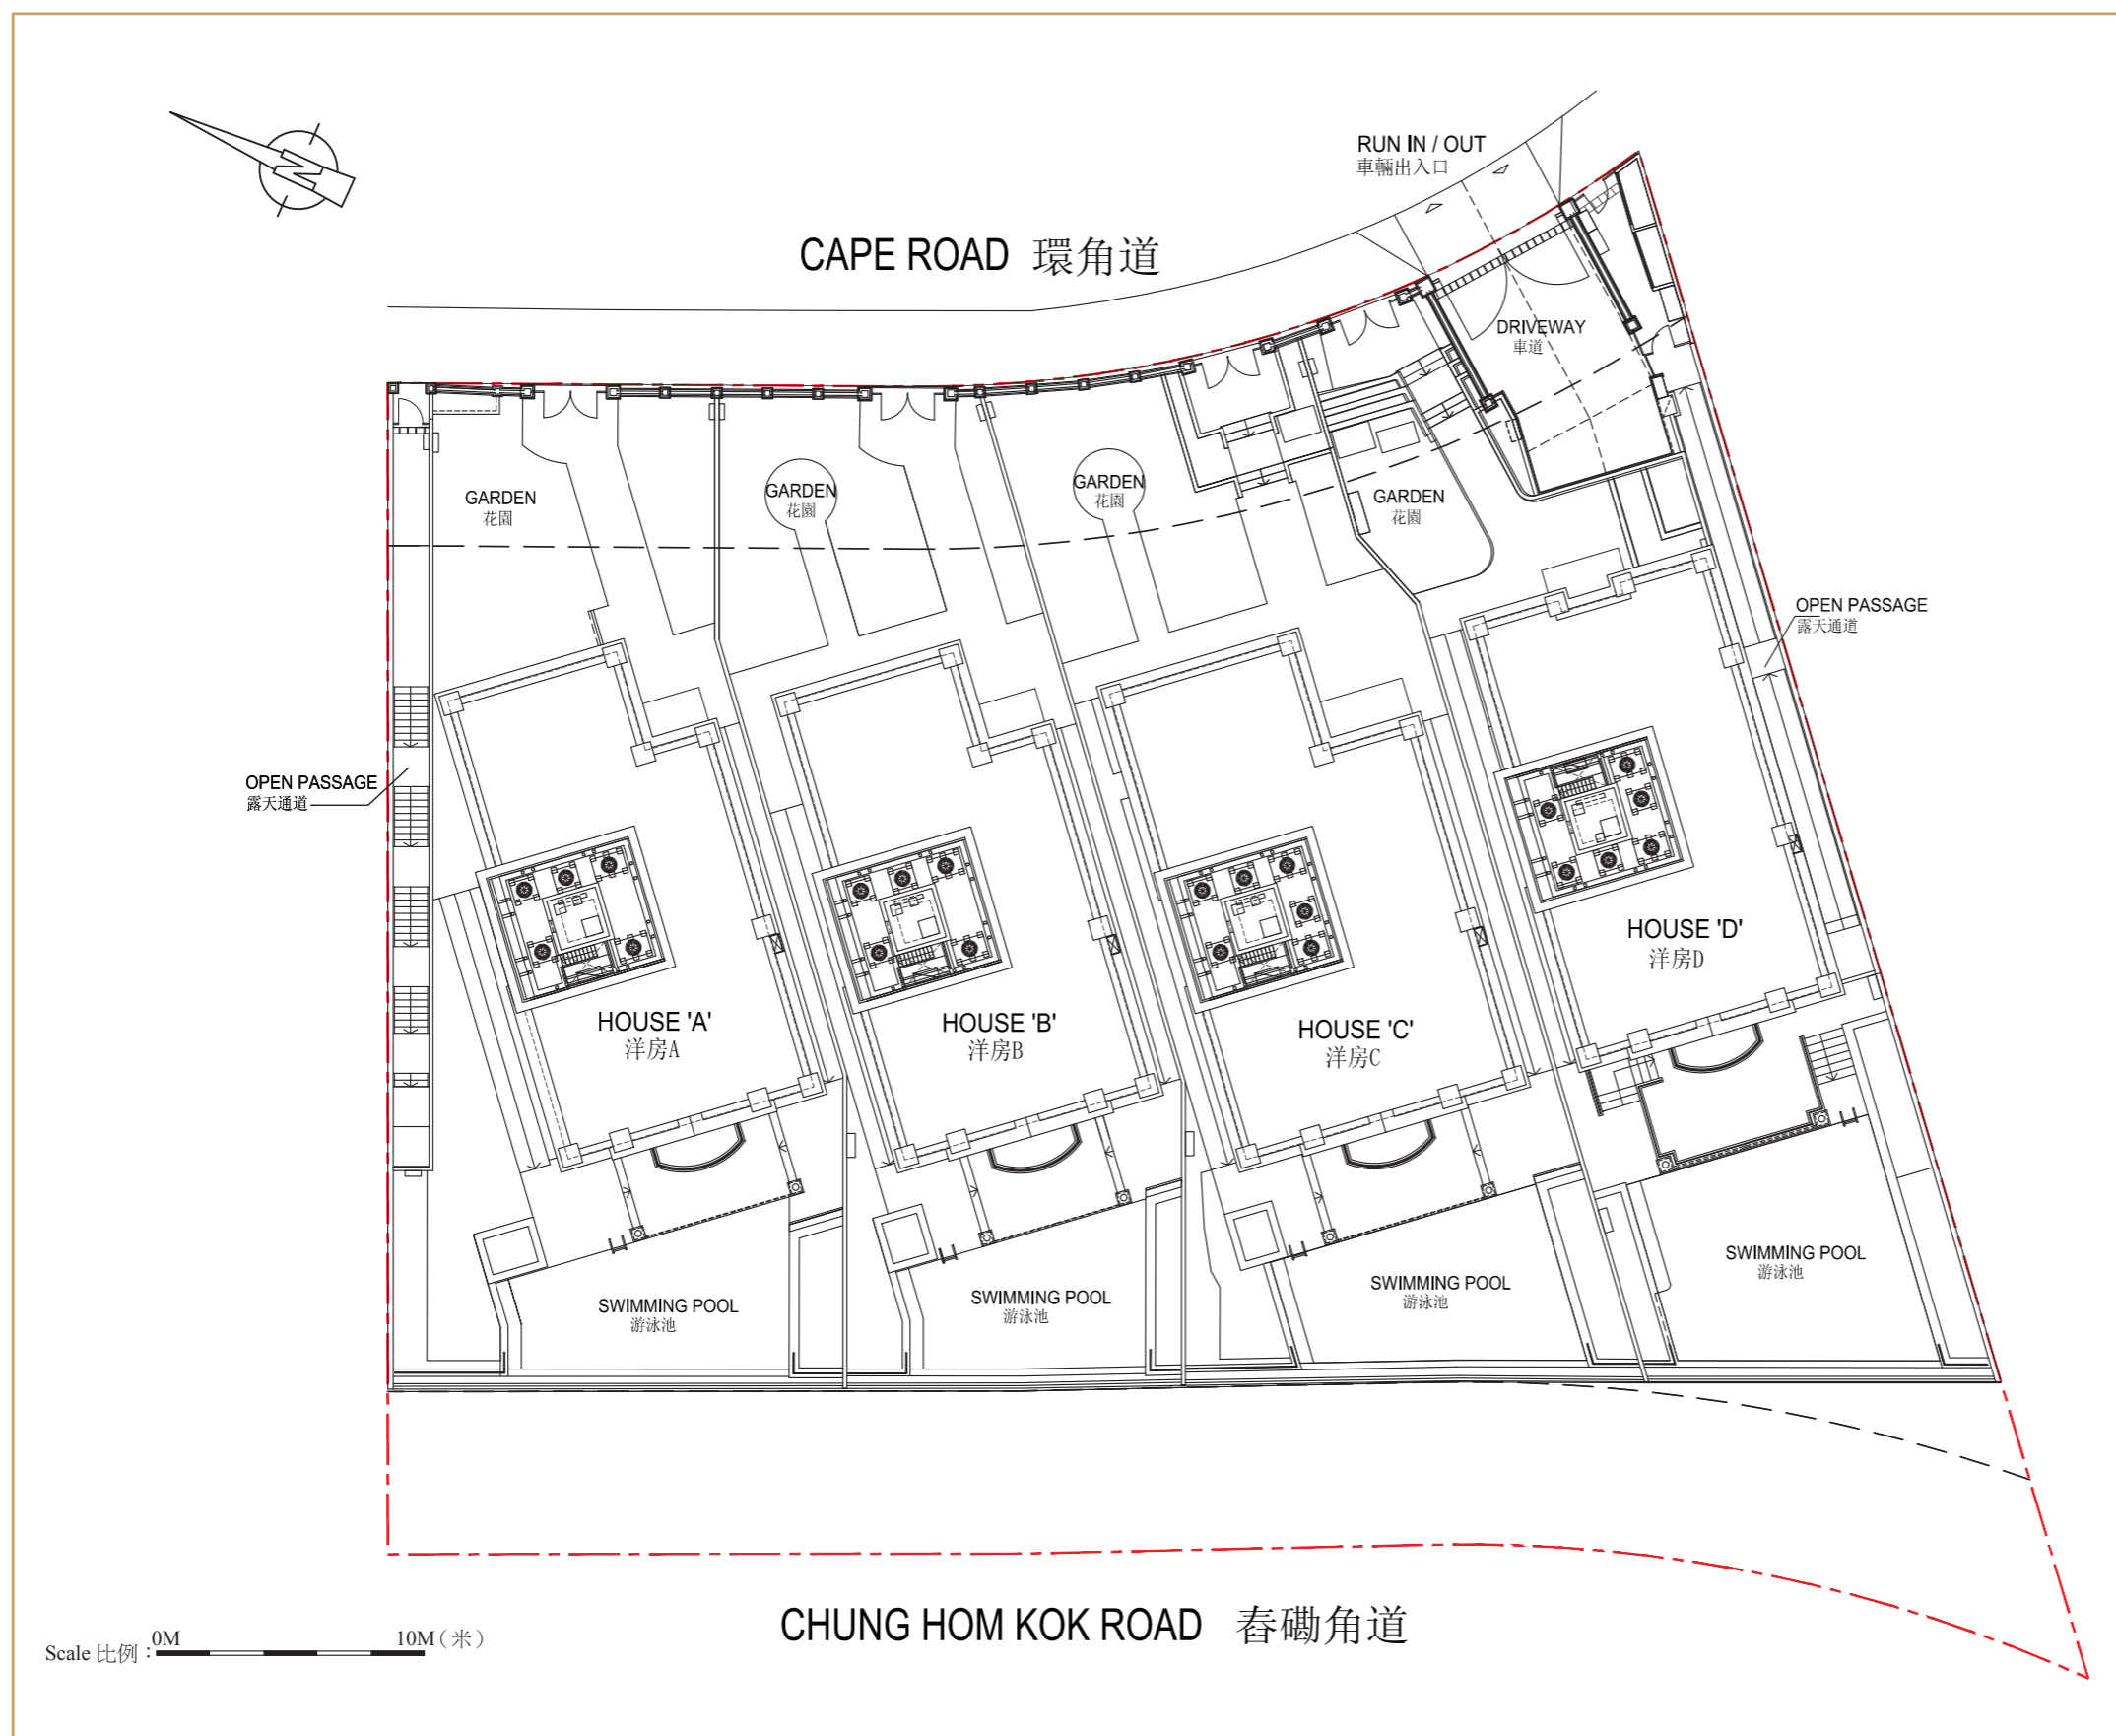 N
RUN IN / OUT
車輛出入口
CAPE ROAD 環角道
DRIVEWAY
車道
GARDEN
花園
GARDEN
花園
GARDEN
花園
GARDEN
花園
OPEN PASSAGE
露天通道
OPEN PASSAGE
露天通道
HOUSE 'A'
洋房A
HOUSE 'B'
洋房B
HOUSE 'C'
洋房C
HOUSE 'D'
洋房D
SWIMMING POOL
游泳池
SWIMMING POOL
游泳池
SWIMMING POOL
游泳池
SWIMMING POOL
游泳池
CHUNG HOM KOK ROAD 舂磡角道
Scale 比例 : 0M 10M (米)